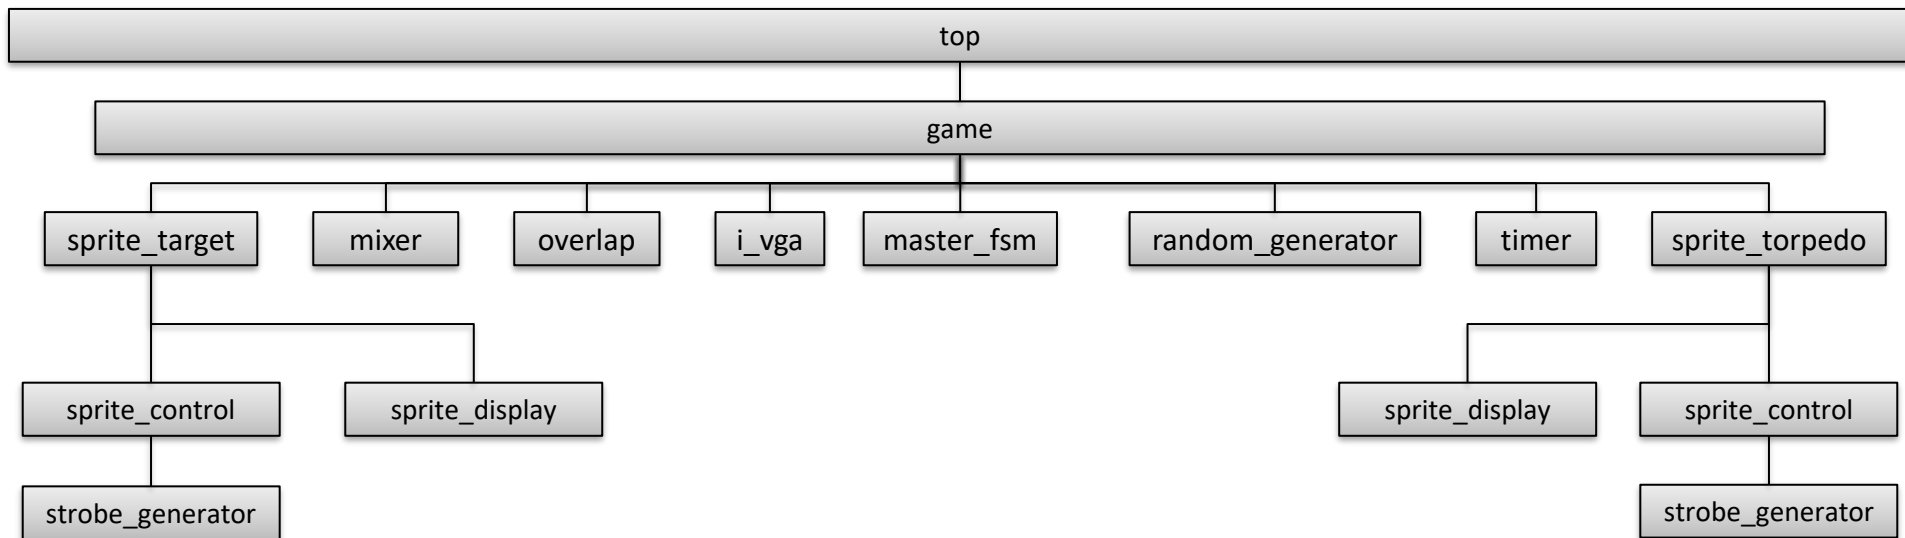 top
game
sprite_target
mixer
overlap
i_vga
master_fsm
random_generator
timer
sprite_torpedo
sprite_control
sprite_display
sprite_display
sprite_control
strobe_generator
strobe_generator